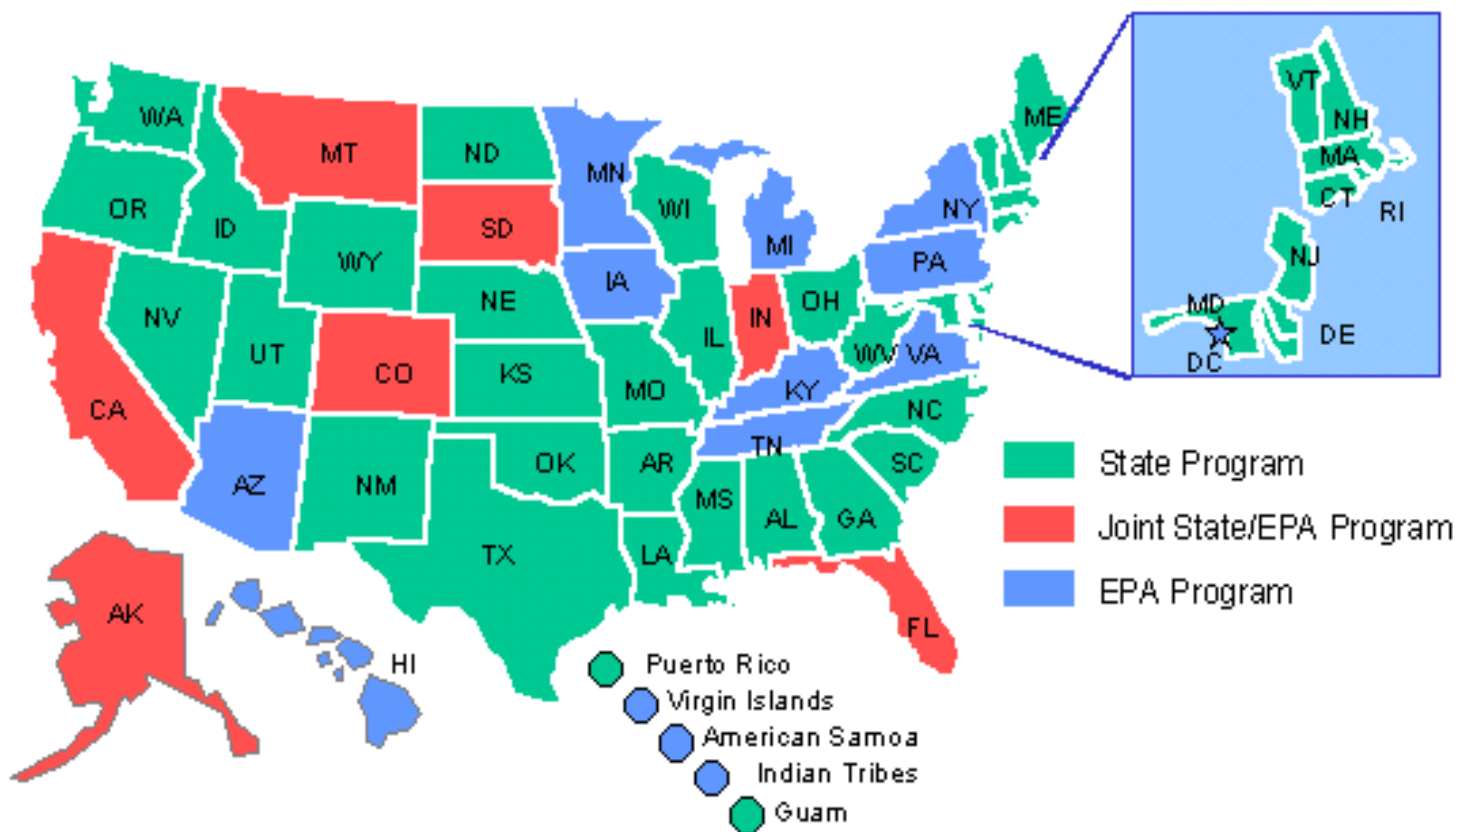 WA
MT
ND
MN
ME
VT
NH
MA
CT
RI
OR
ID
SD
WI
NY
MI
WY
PA
NJ
IA
NE
NV
OH
IN
IL
MD
DE
DC
UT
CO
KS
WV
VA
CA
MO
KY
NC
TN
AZ
NM
OK
AR
SC
MS
AL
GA
TX
LA
AK
FL
HI
State Program
Joint State/EPA Program
EPA Program
Puerto Rico
Virgin Islands
American Samoa
Indian Tribes
Guam